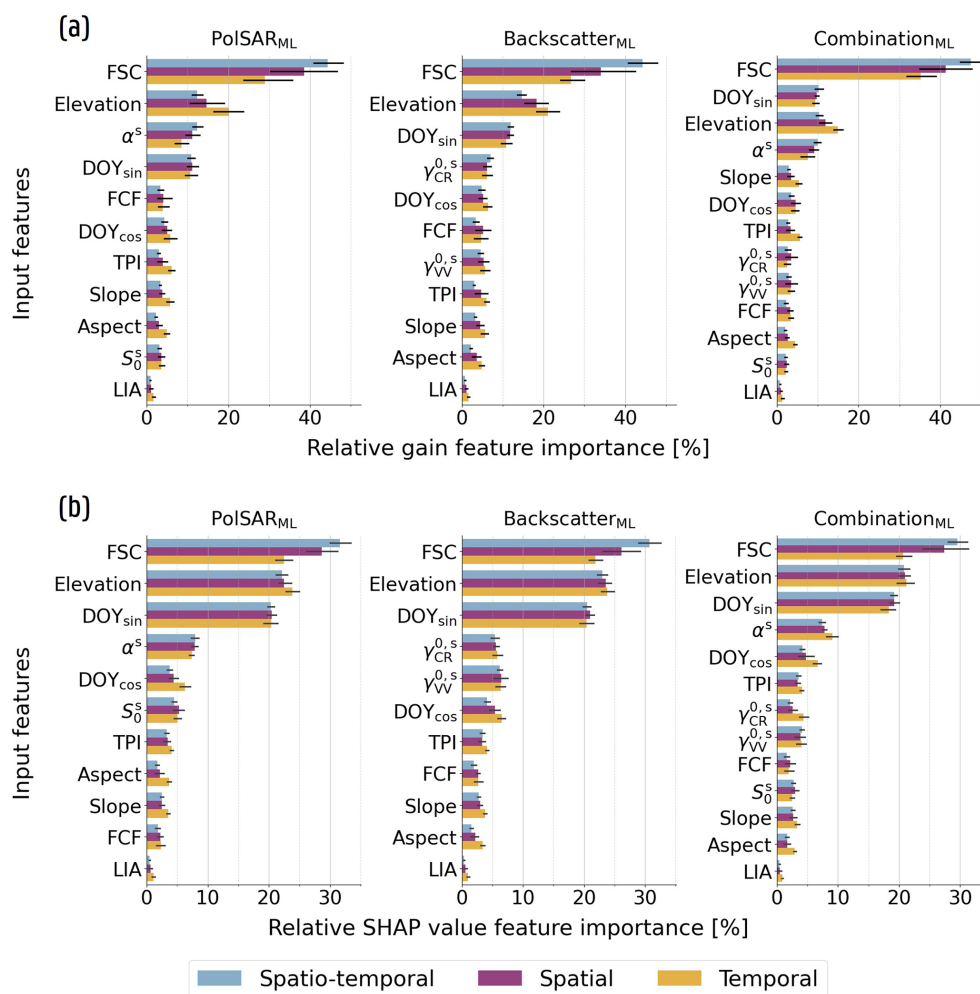 (a)
PolSAR_ML
Backscatter_ML
Combination_ML
Input features
FSC
Elevation
α^s
DOY_sin
FCF
DOY_cos
TPI
Slope
Aspect
S_0^s
LIA
0 20 40
FSC
Elevation
DOY_sin
γ_CR^0, s
DOY_cos
FCF
γ_VV^0, s
TPI
Slope
Aspect
LIA
0 20 40
FSC
DOY_sin
Elevation
α^s
Slope
DOY_cos
TPI
γ_CR^0, s
γ_VV^0, s
FCF
Aspect
S_0^s
LIA
0 20 40
Relative gain feature importance [%]
(b)
PolSAR_ML
Backscatter_ML
Combination_ML
Input features
FSC
Elevation
DOY_sin
α^s
DOY_cos
S_0^s
TPI
Aspect
Slope
FCF
LIA
0 10 20 30
FSC
Elevation
DOY_sin
γ_CR^0, s
γ_VV^0, s
DOY_cos
TPI
FCF
Slope
Aspect
LIA
0 10 20 30
FSC
Elevation
DOY_sin
α^s
DOY_cos
TPI
γ_CR^0, s
γ_VV^0, s
FCF
S_0^s
Slope
Aspect
LIA
0 10 20 30
Relative SHAP value feature importance [%]
Spatio-temporal Spatial Temporal